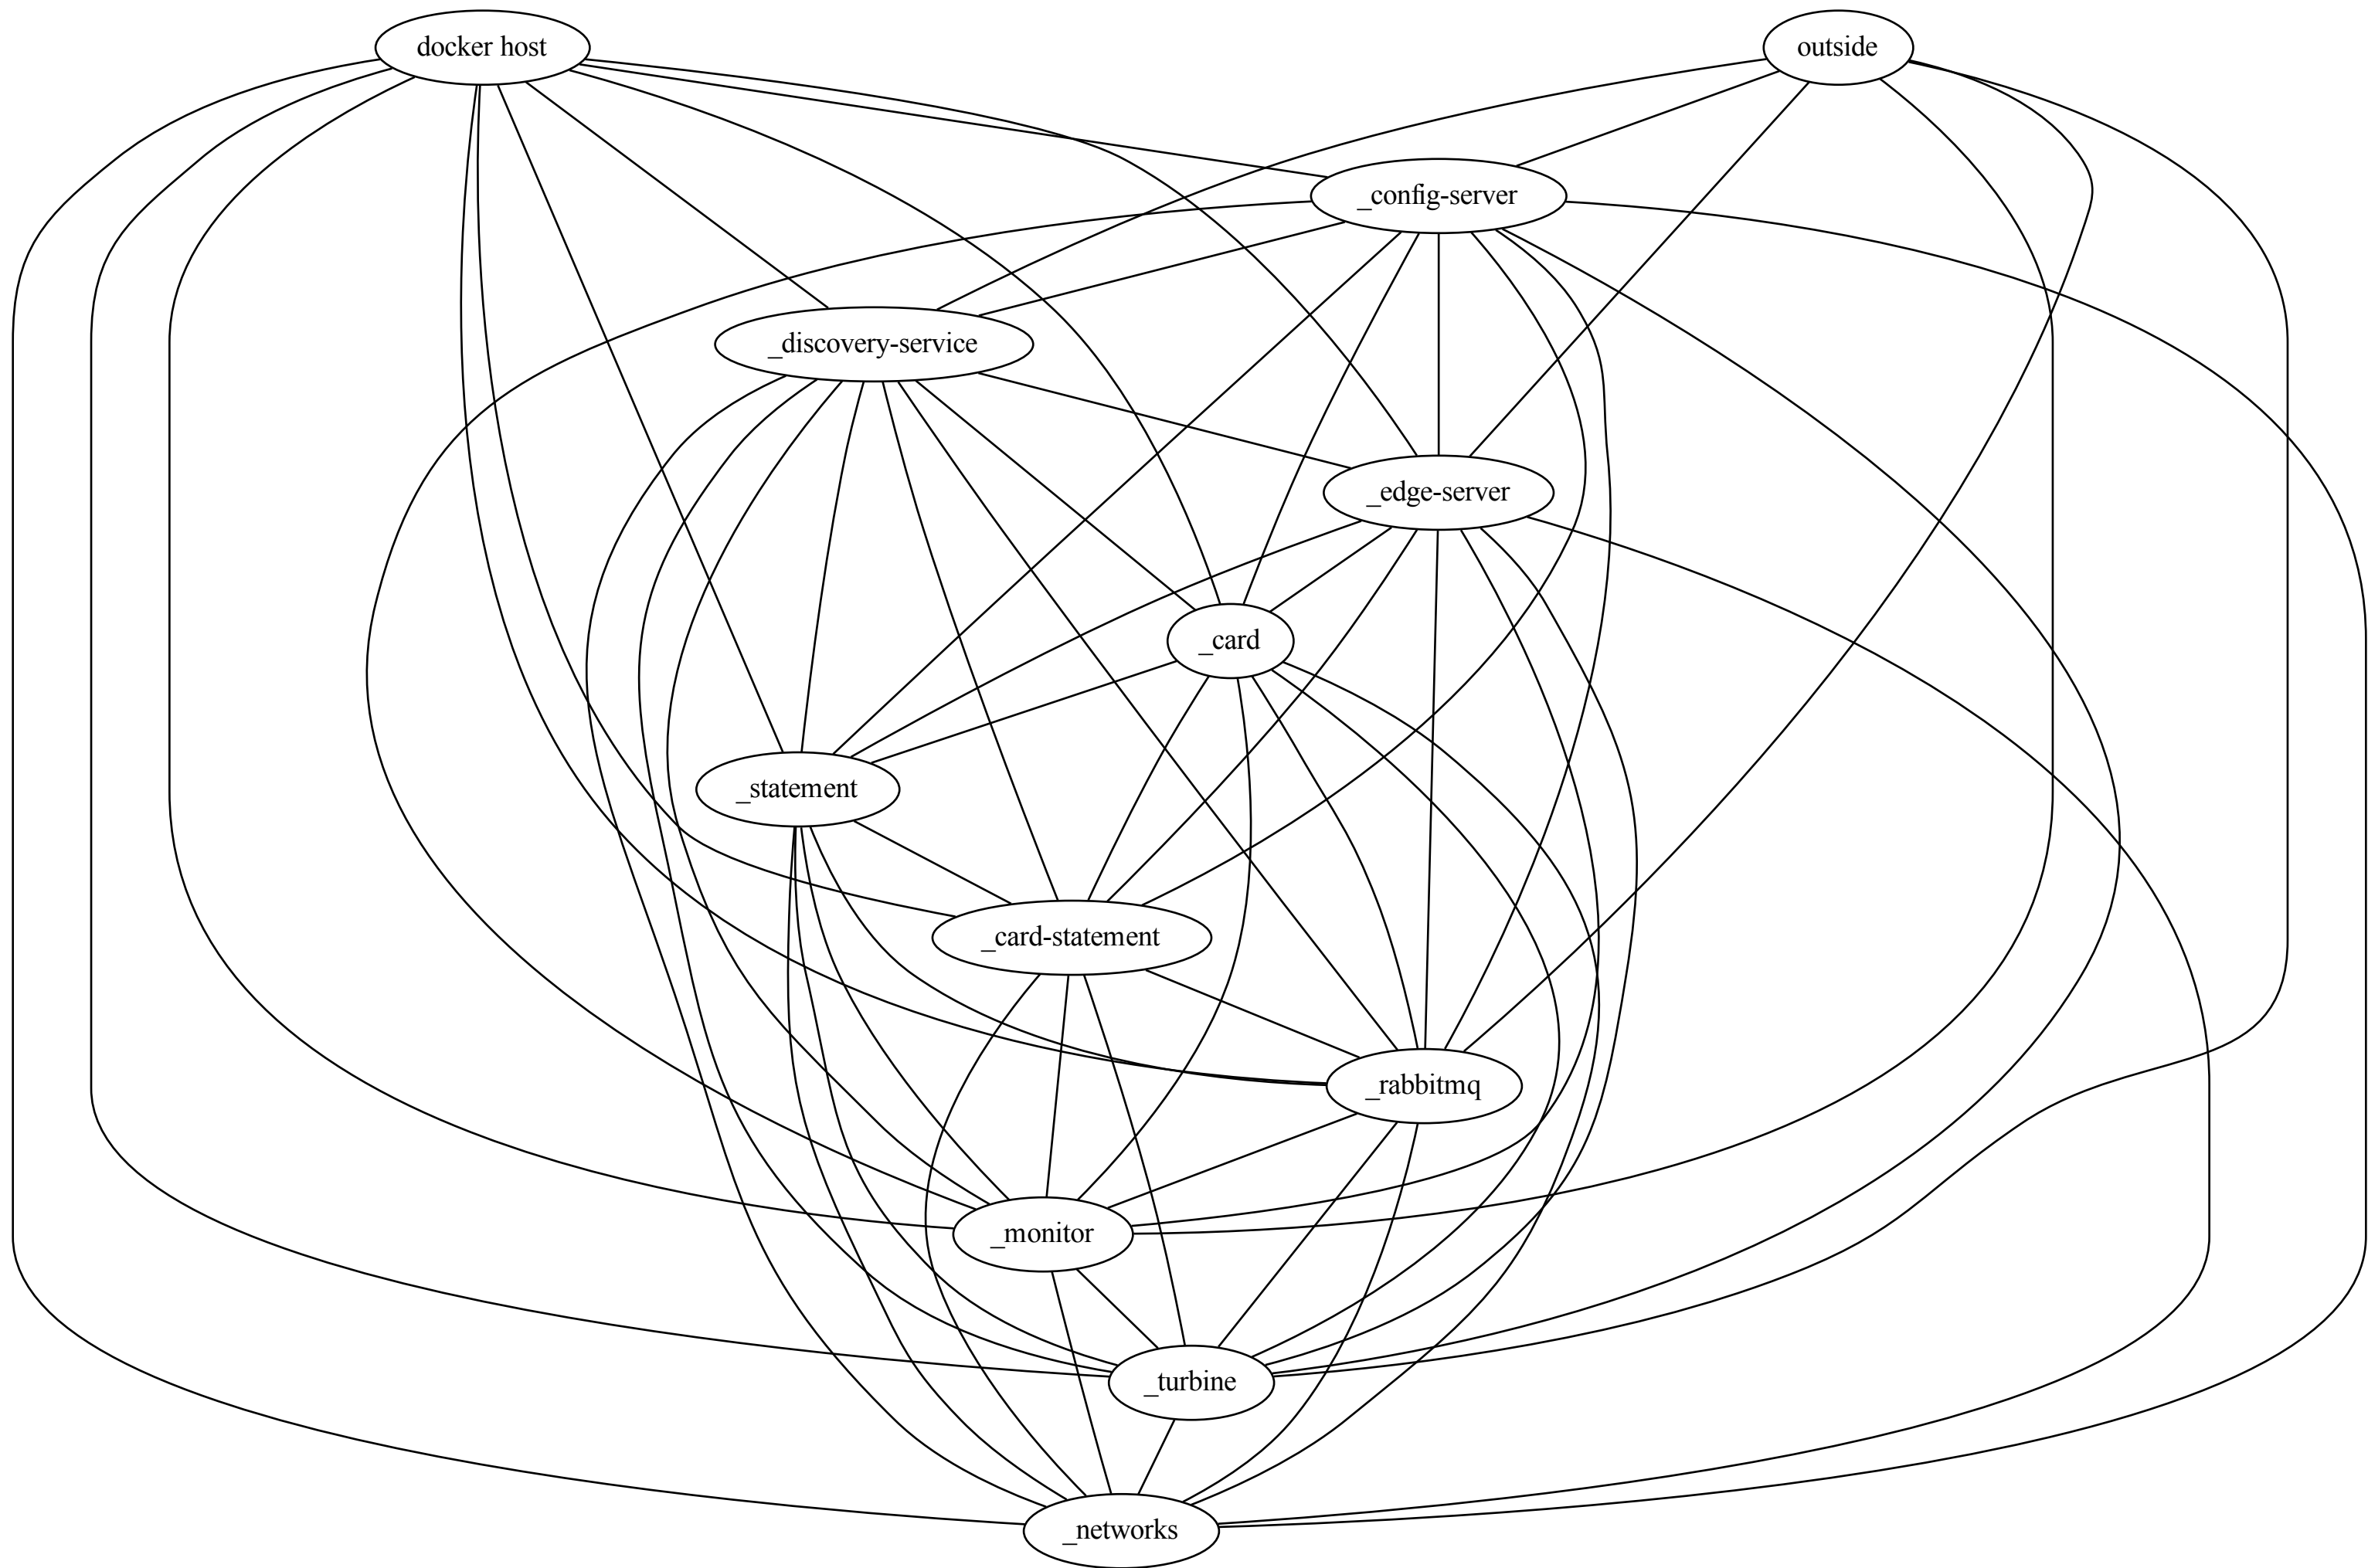 docker host
outside
_config-server
_discovery-service
_edge-server
_card
_statement
_card-statement
_rabbitmq
_monitor
_turbine
_networks